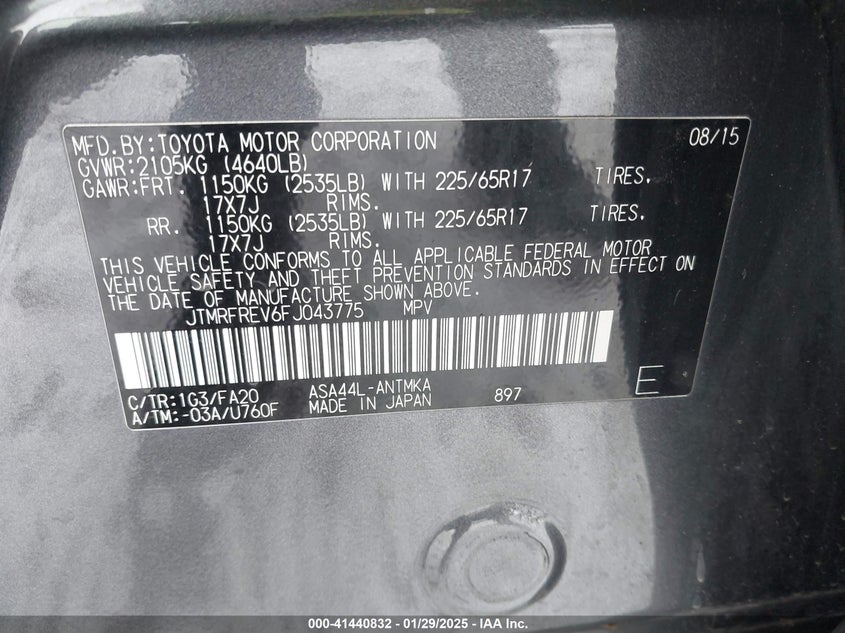 MFD.BY:TOYOTA MOTOR CORPORATION 08/15
GVWR:2105KG (4640LB)
GAWR:FRT. 1150KG (2535LB) WITH 225/65R17 TIRES.
17X7J RIMS.
RR. 1150KG (2535LB) WITH 225/65R17 TIRES.
17X7J RIMS.
THIS VEHICLE CONFORMS TO ALL APPLICABLE FEDERAL MOTOR
VEHICLE SAFETY AND THEFT PREVENTION STANDARDS IN EFFECT ON
THE DATE OF MANUFACTURE SHOWN ABOVE.
JTMRFREV6FJ043775 MPV
C/TR:1G3/FA20 ASA44L-ANTMKA 897 E
A/TM:-03A/U760F MADE IN JAPAN
000-41440832 - 01/29/2025 - IAA Inc.